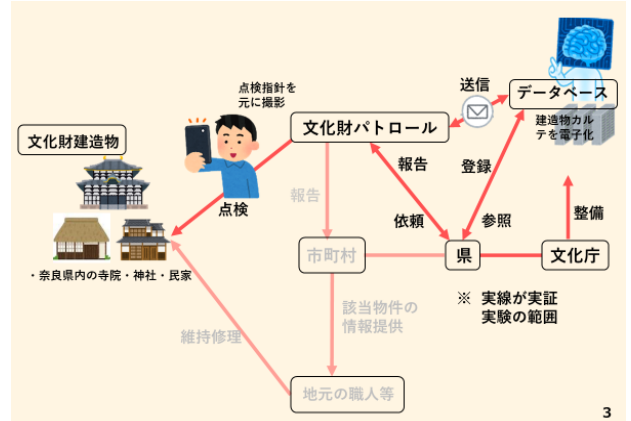 点検指針を
元に撮影
送信
データベース
文化財パトロール
建造物カル
テを電子化
文化財建造物
報告
登録
報告
点検
依頼
参照
整備
市町村
県
文化庁
・奈良県内の寺院・神社・民家
※ 実線が実証
実験の範囲
該当物件の
情報提供
維持修理
地元の職人等
3